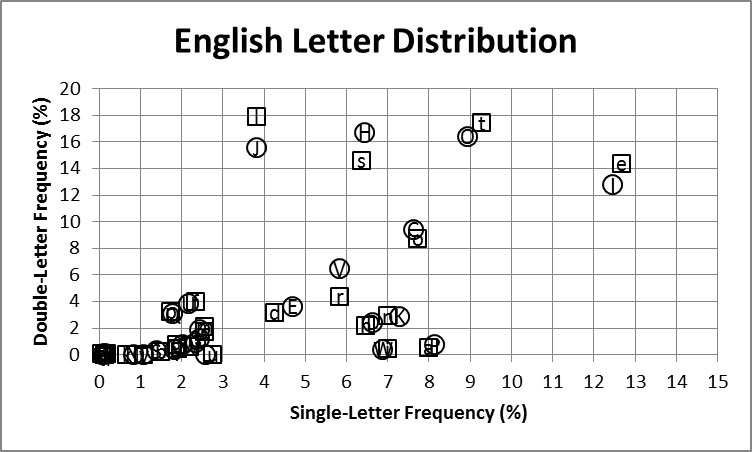 English Letter Distribution
Double-Letter Frequency (%)
20
18
16
14
12
10
8
6
4
2
0
l
J
H
s
O
t
e
I
C
o
V
r
E
d
f
K
n
h
W
a
P
u
0 1 2 3 4 5 6 7 8 9 10 11 12 13 14 15
Single-Letter Frequency (%)